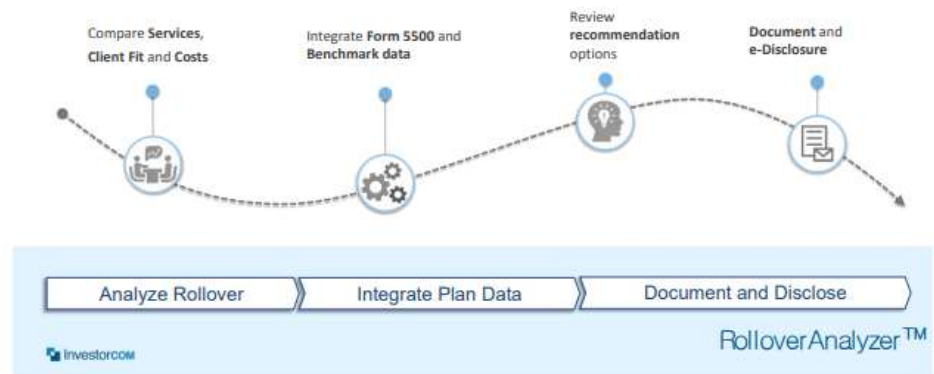 Compare Services,
Client Fit and Costs
Integrate Form 5500 and
Benchmark data
Review
recommendation
options
Document and
e-Disclosure
Analyze Rollover
Integrate Plan Data
Document and Disclose
InvestorCOM
RolloverAnalyzer™